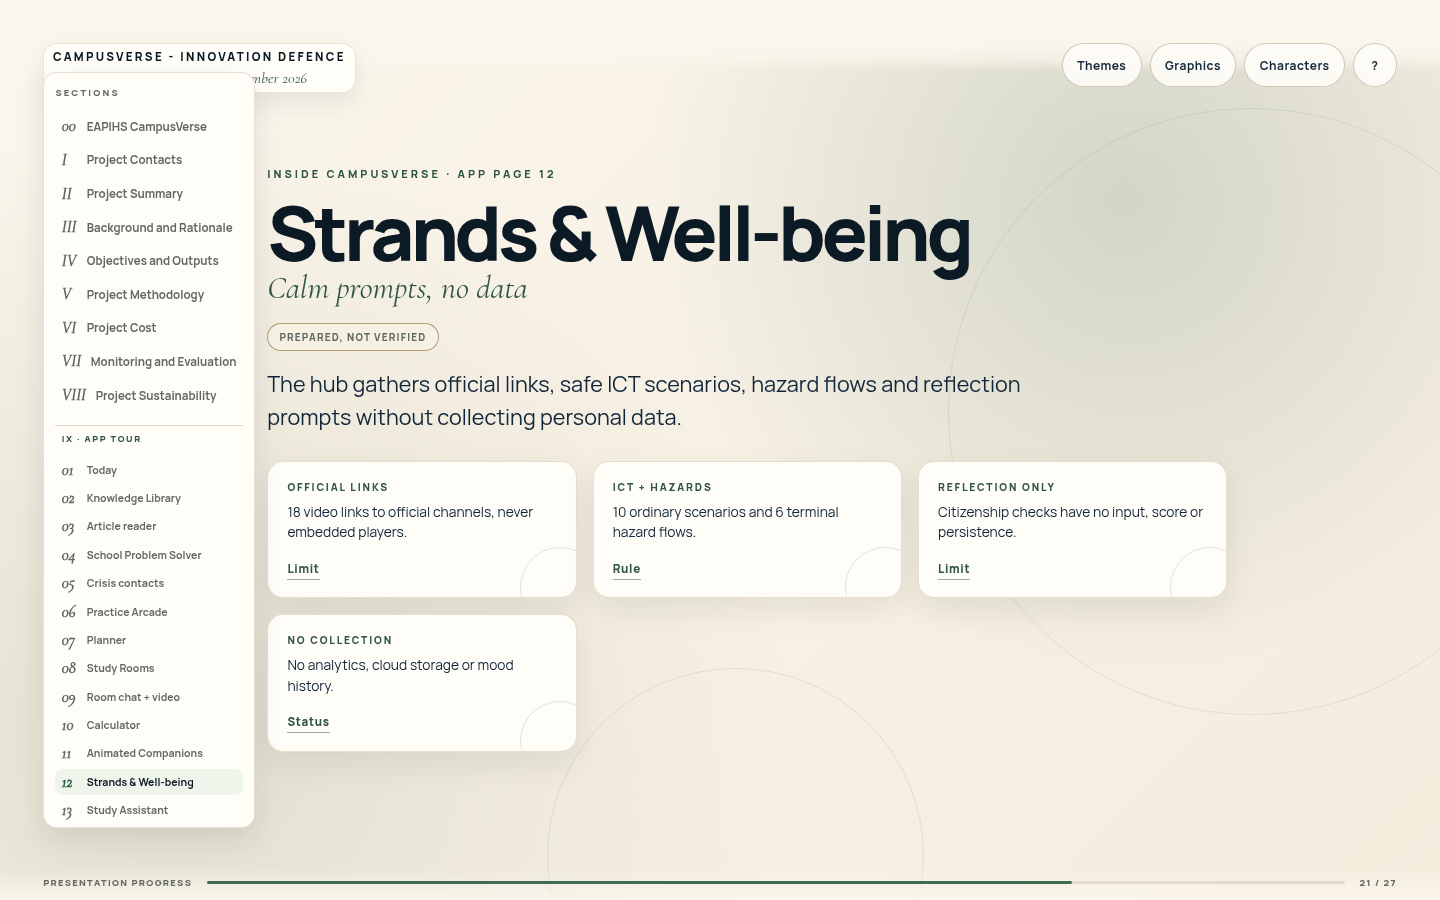 CAMPUSVERSE - INNOVATION DEFENCE
2026
Themes
Graphics
Characters
?
SECTIONS
00 EAPIHS CampusVerse
I Project Contacts
II Project Summary
III Background and Rationale
IV Objectives and Outputs
V Project Methodology
VI Project Cost
VII Monitoring and Evaluation
VIII Project Sustainability
IX · APP TOUR
01 Today
02 Knowledge Library
03 Article reader
04 School Problem Solver
05 Crisis contacts
06 Practice Arcade
07 Planner
08 Study Rooms
09 Room chat + video
10 Calculator
11 Animated Companions
12 Strands & Well-being
13 Study Assistant
INSIDE CAMPUSVERSE · APP PAGE 12
Strands & Well-being
Calm prompts, no data
PREPARED, NOT VERIFIED
The hub gathers official links, safe ICT scenarios, hazard flows and reflection
prompts without collecting personal data.
OFFICIAL LINKS
18 video links to official channels, never
embedded players.
Limit
ICT + HAZARDS
10 ordinary scenarios and 6 terminal
hazard flows.
Rule
REFLECTION ONLY
Citizenship checks have no input, score or
persistence.
Limit
NO COLLECTION
No analytics, cloud storage or mood
history.
Status
PRESENTATION PROGRESS
21 / 27